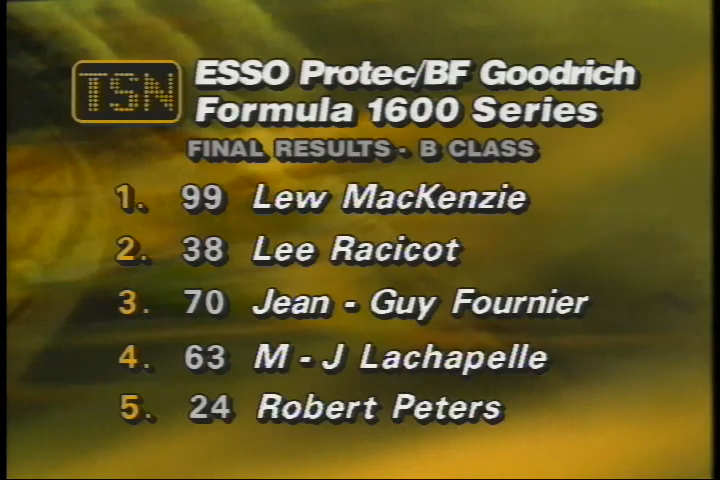 TSN
ESSO Protec/BF Goodrich
Formula 1600 Series
FINAL RESULTS - B CLASS
1. 99 Lew MacKenzie
2. 38 Lee Racicot
3. 70 Jean - Guy Fournier
4. 63 M - J Lachapelle
5. 24 Robert Peters